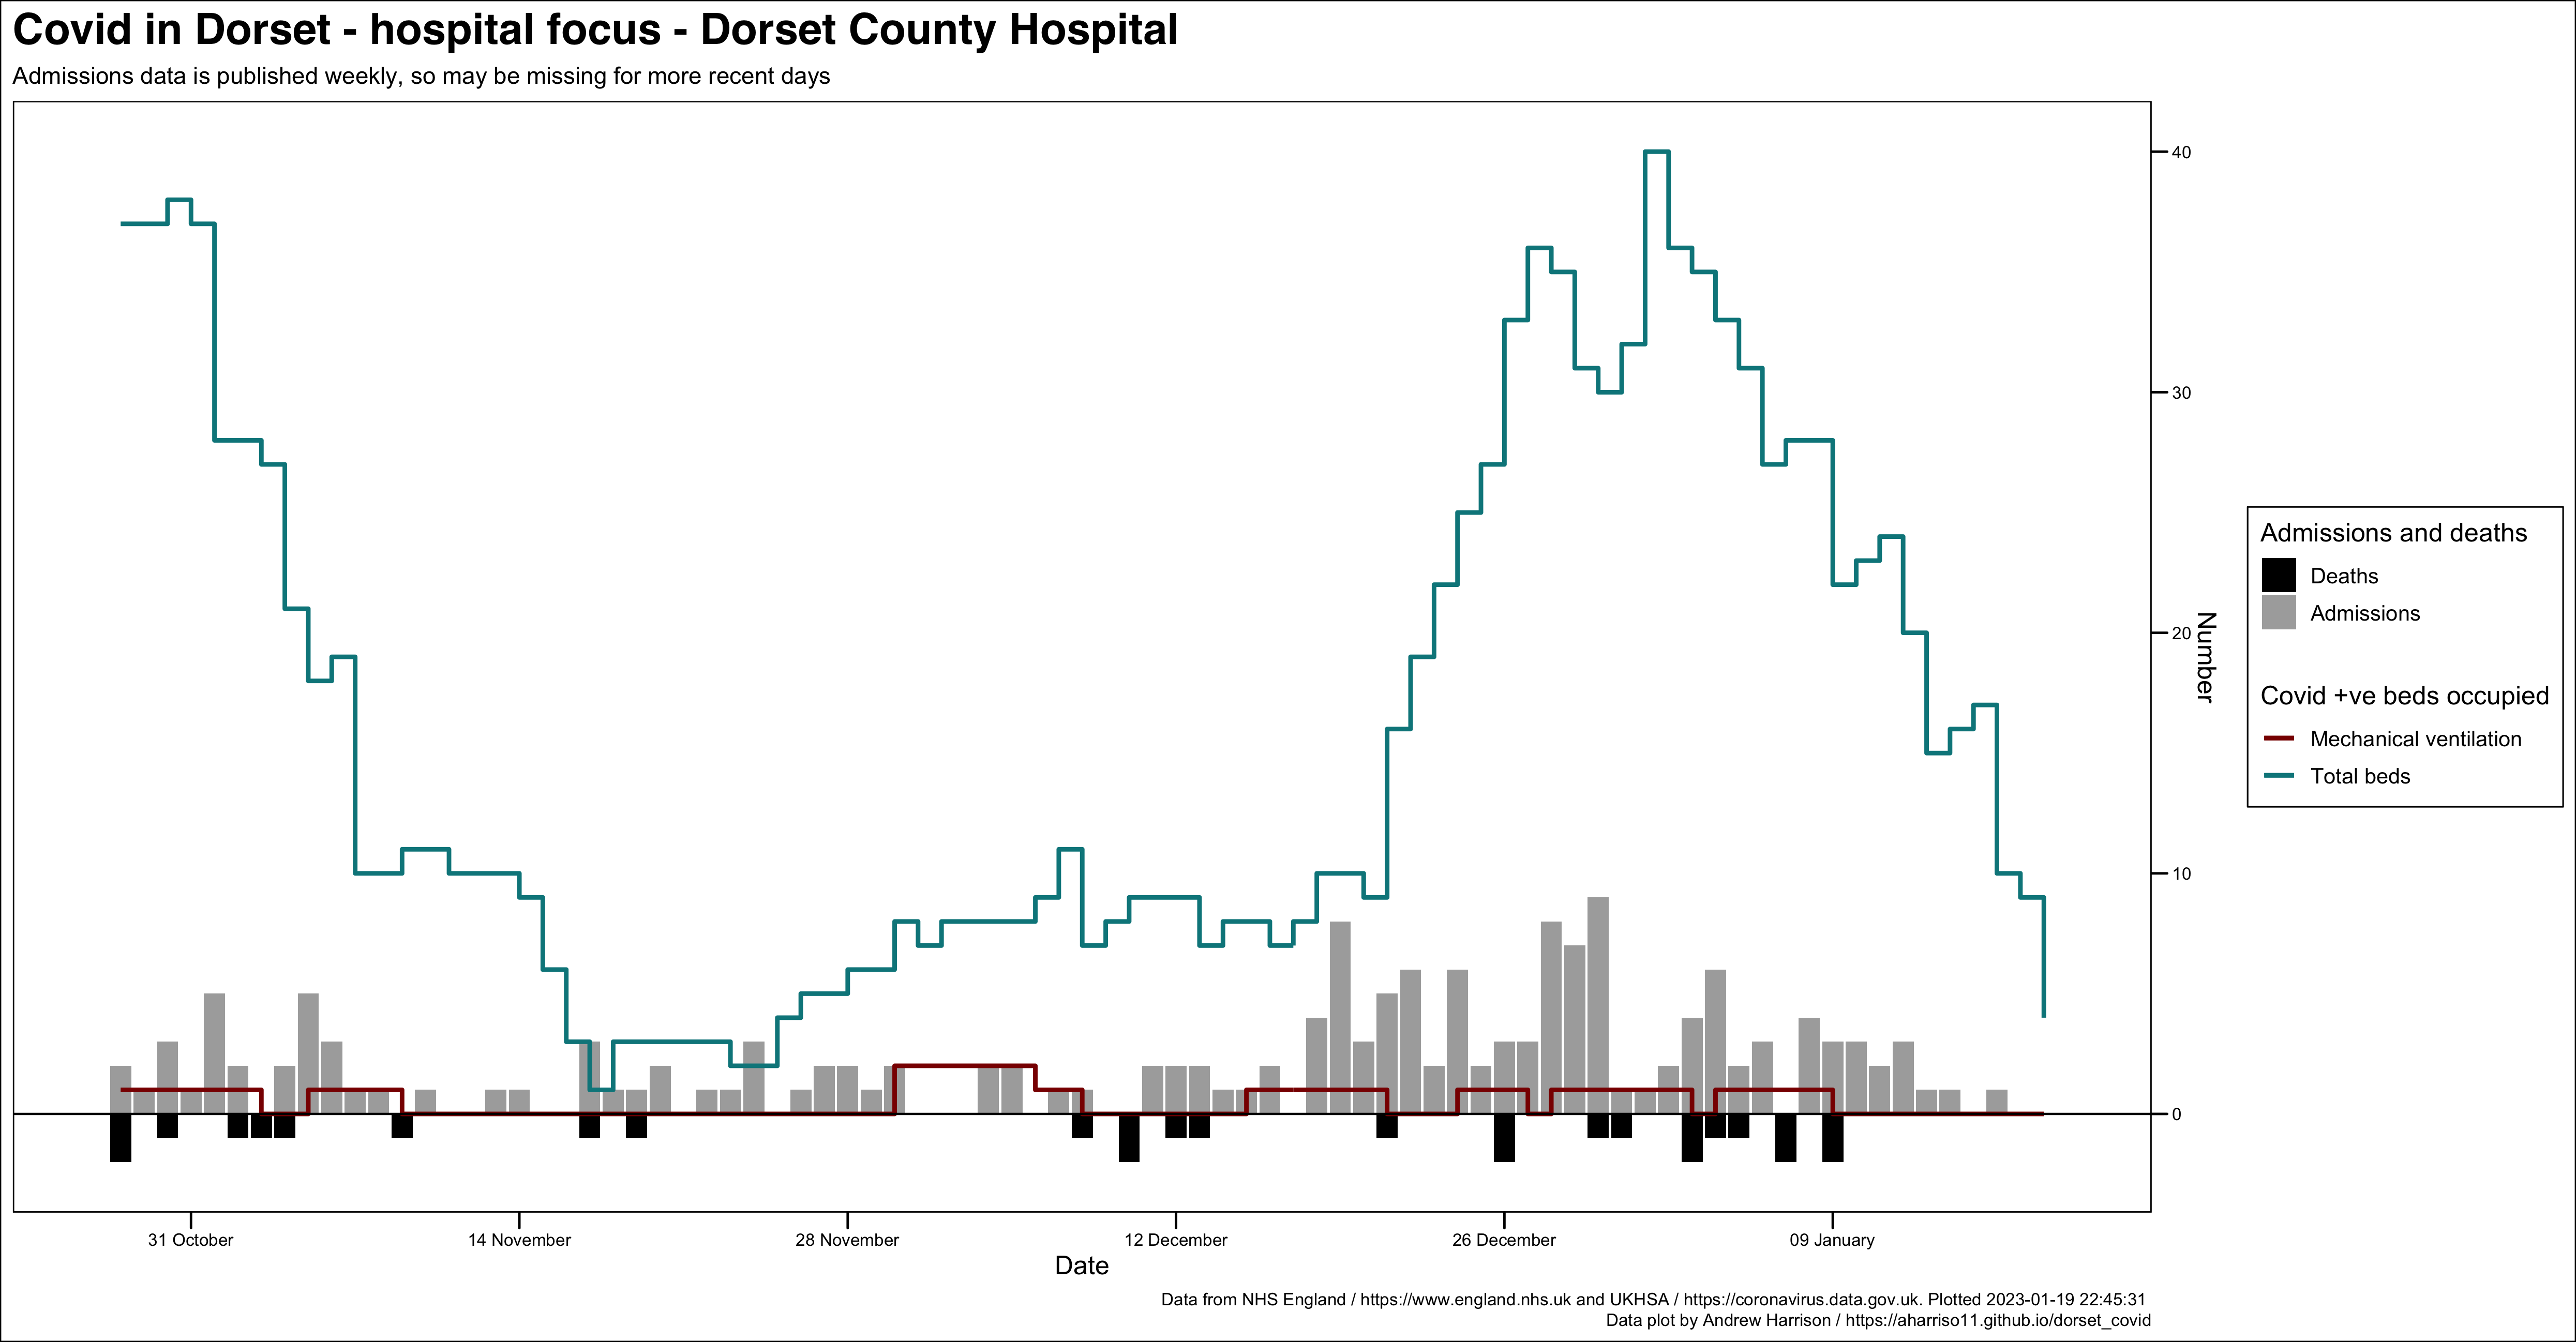 Covid in Dorset - hospital focus - Dorset County Hospital
Admissions data is published weekly, so may be missing for more recent days
40
30
20
10
0
Number
Admissions and deaths
Deaths
Admissions
Covid +ve beds occupied
Mechanical ventilation
Total beds
31 October
14 November
28 November
12 December
26 December
09 January
Date
Data from NHS England / https://www.england.nhs.uk and UKHSA / https://coronavirus.data.gov.uk. Plotted 2023-01-19 22:45:31
Data plot by Andrew Harrison / https://aharriso11.github.io/dorset_covid